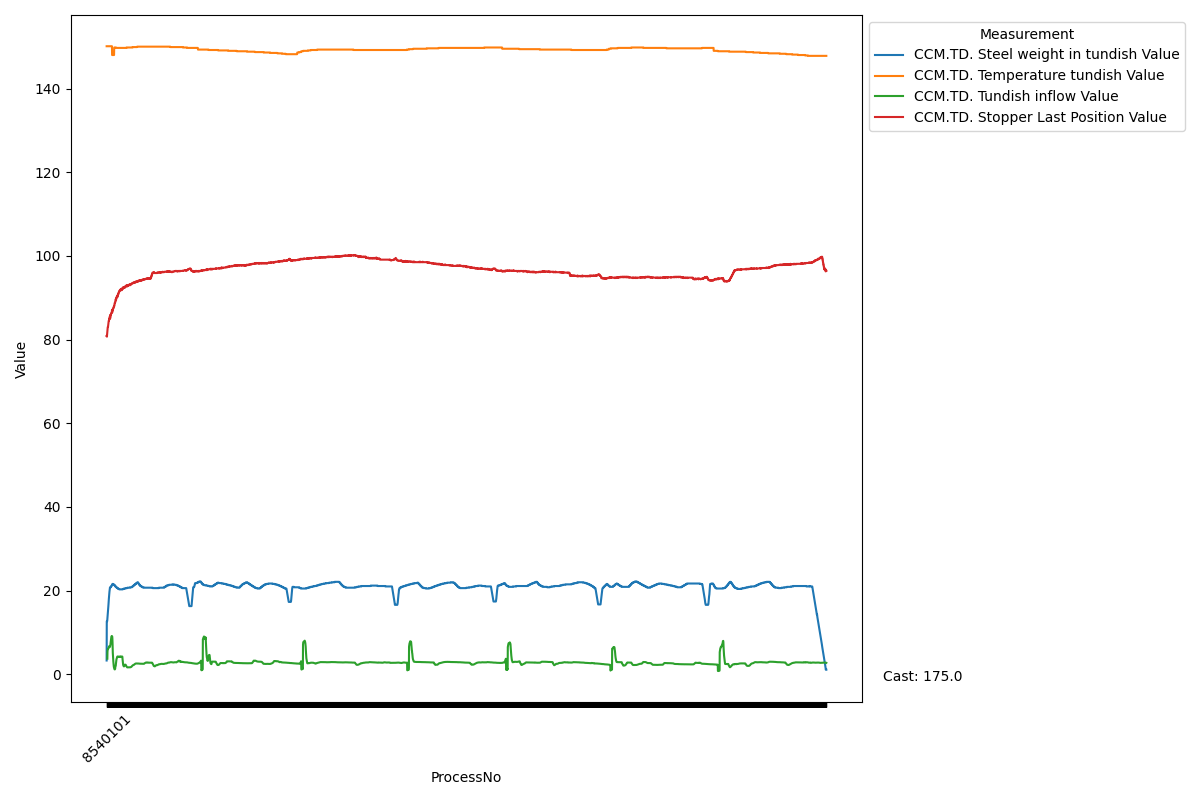 Measurement
CCM.TD. Steel weight in tundish Value
CCM.TD. Temperature tundish Value
CCM.TD. Tundish inflow Value
CCM.TD. Stopper Last Position Value
140
120
100
80
60
40
20
0
Value
Cast: 175.0
8540101
ProcessNo